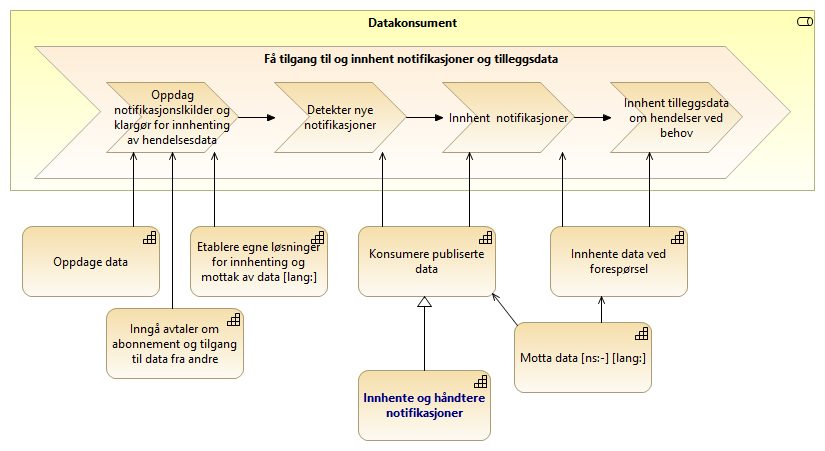 Datakonsument
Få tilgang til og innhent notifikasjoner og tilleggsdata
Oppdag
notifikasjonslkilder og
klargjør for innhenting
av hendelsesdata
Detekter nye
notifikasjoner
Innhent  notifikasjoner
Innhent tilleggsdata
om hendelser ved
behov
Oppdage data
Etablere egne løsninger
for innhenting og
mottak av data [lang:]
Konsumere publiserte
data
Innhente data ved
forespørsel
Inngå avtaler om
abonnement og tilgang
til data fra andre
Motta data [ns:-] [lang:]
Innhente og håndtere
notifikasjoner